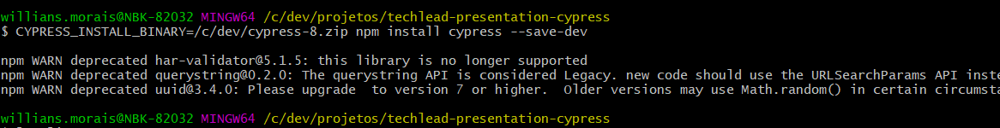 willians.morais@NBK-82032 MINGW64 /c/dev/projetos/techlead-presentation-cypress
$ CYPRESS_INSTALL_BINARY=/c/dev/cypress-8.zip npm install cypress --save-dev
npm WARN deprecated har-validator@5.1.5: this library is no longer supported
npm WARN deprecated querystring@0.2.0: The querystring API is considered Legacy. new code should use the URLSearchParams API inste
npm WARN deprecated uuid@3.4.0: Please upgrade  to version 7 or higher.  Older versions may use Math.random() in certain circumsta
willians.morais@NBK-82032 MINGW64 /c/dev/projetos/techlead-presentation-cypress